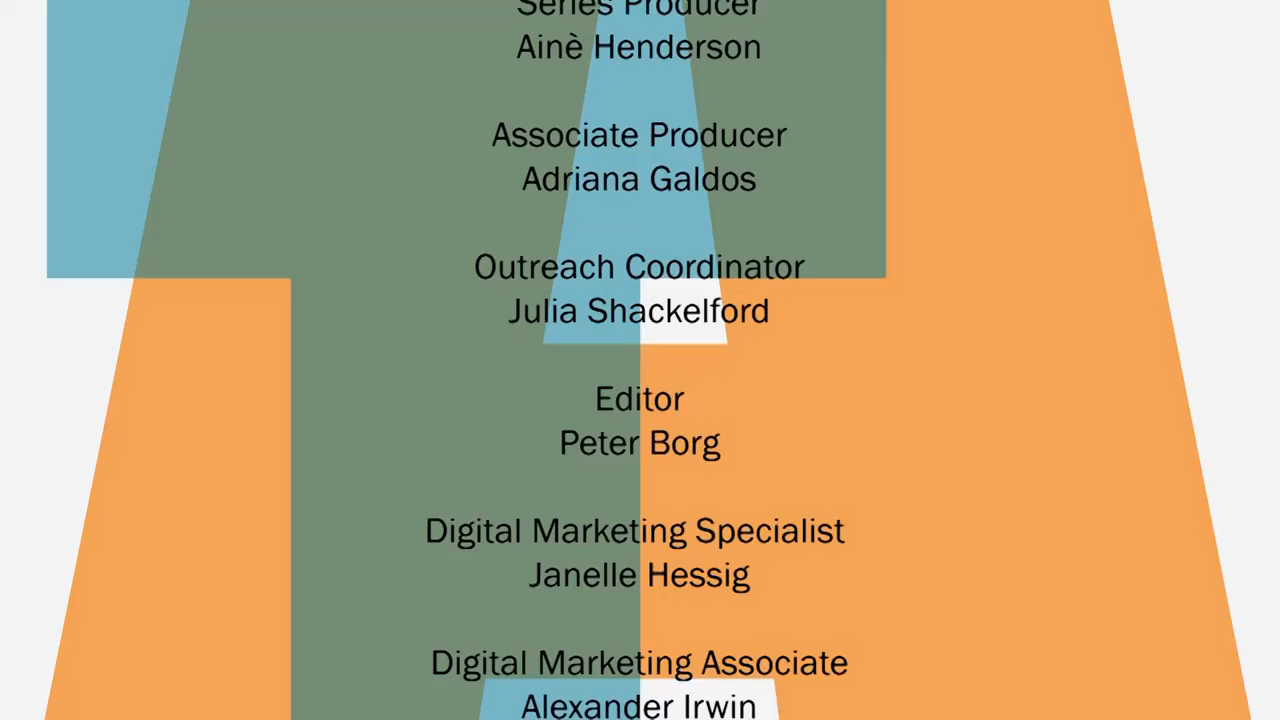 Series Producer
Ainè Henderson
Associate Producer
Adriana Galdos
Outreach Coordinator
Julia Shackelford
Editor
Peter Borg
Digital Marketing Specialist
Janelle Hessig
Digital Marketing Associate
Alexander Irwin